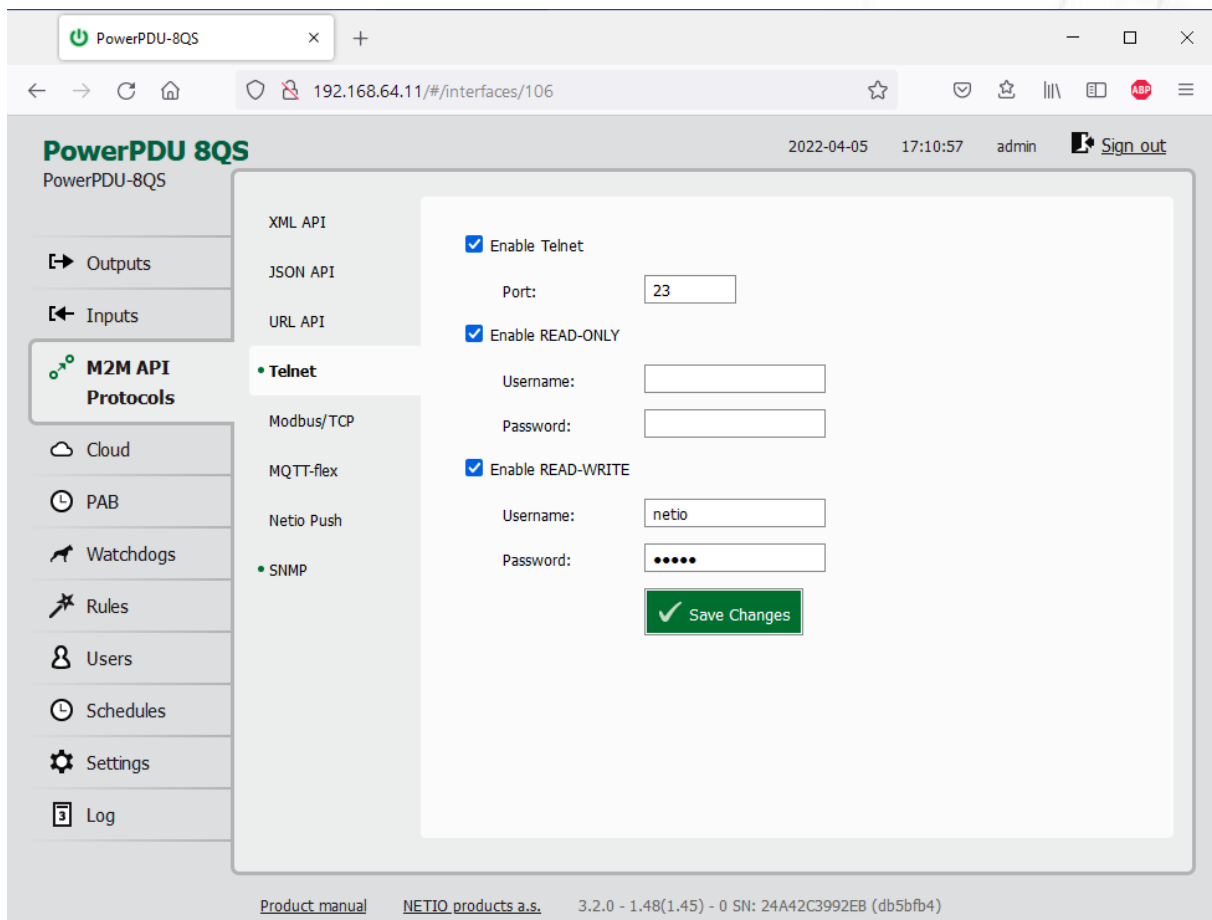 PowerPDU-8QS
192.168.64.11/#/interfaces/106
ABP
PowerPDU 8QS
PowerPDU-8QS
2022-04-05 17:10:57 admin Sign out
Outputs
Inputs
M2M API
Protocols
Cloud
PAB
Watchdogs
Rules
Users
Schedules
Settings
3
Log
XML API
JSON API
URL API
• Telnet
Modbus/TCP
MQTT-flex
Netio Push
• SNMP
Enable Telnet
Port: 23
Enable READ-ONLY
Username:
Password:
Enable READ-WRITE
Username: netio
Password: •••••
Save Changes
Product manual NETIO products a.s. 3.2.0 - 1.48(1.45) - 0 SN: 24A42C3992EB (db5bfb4)